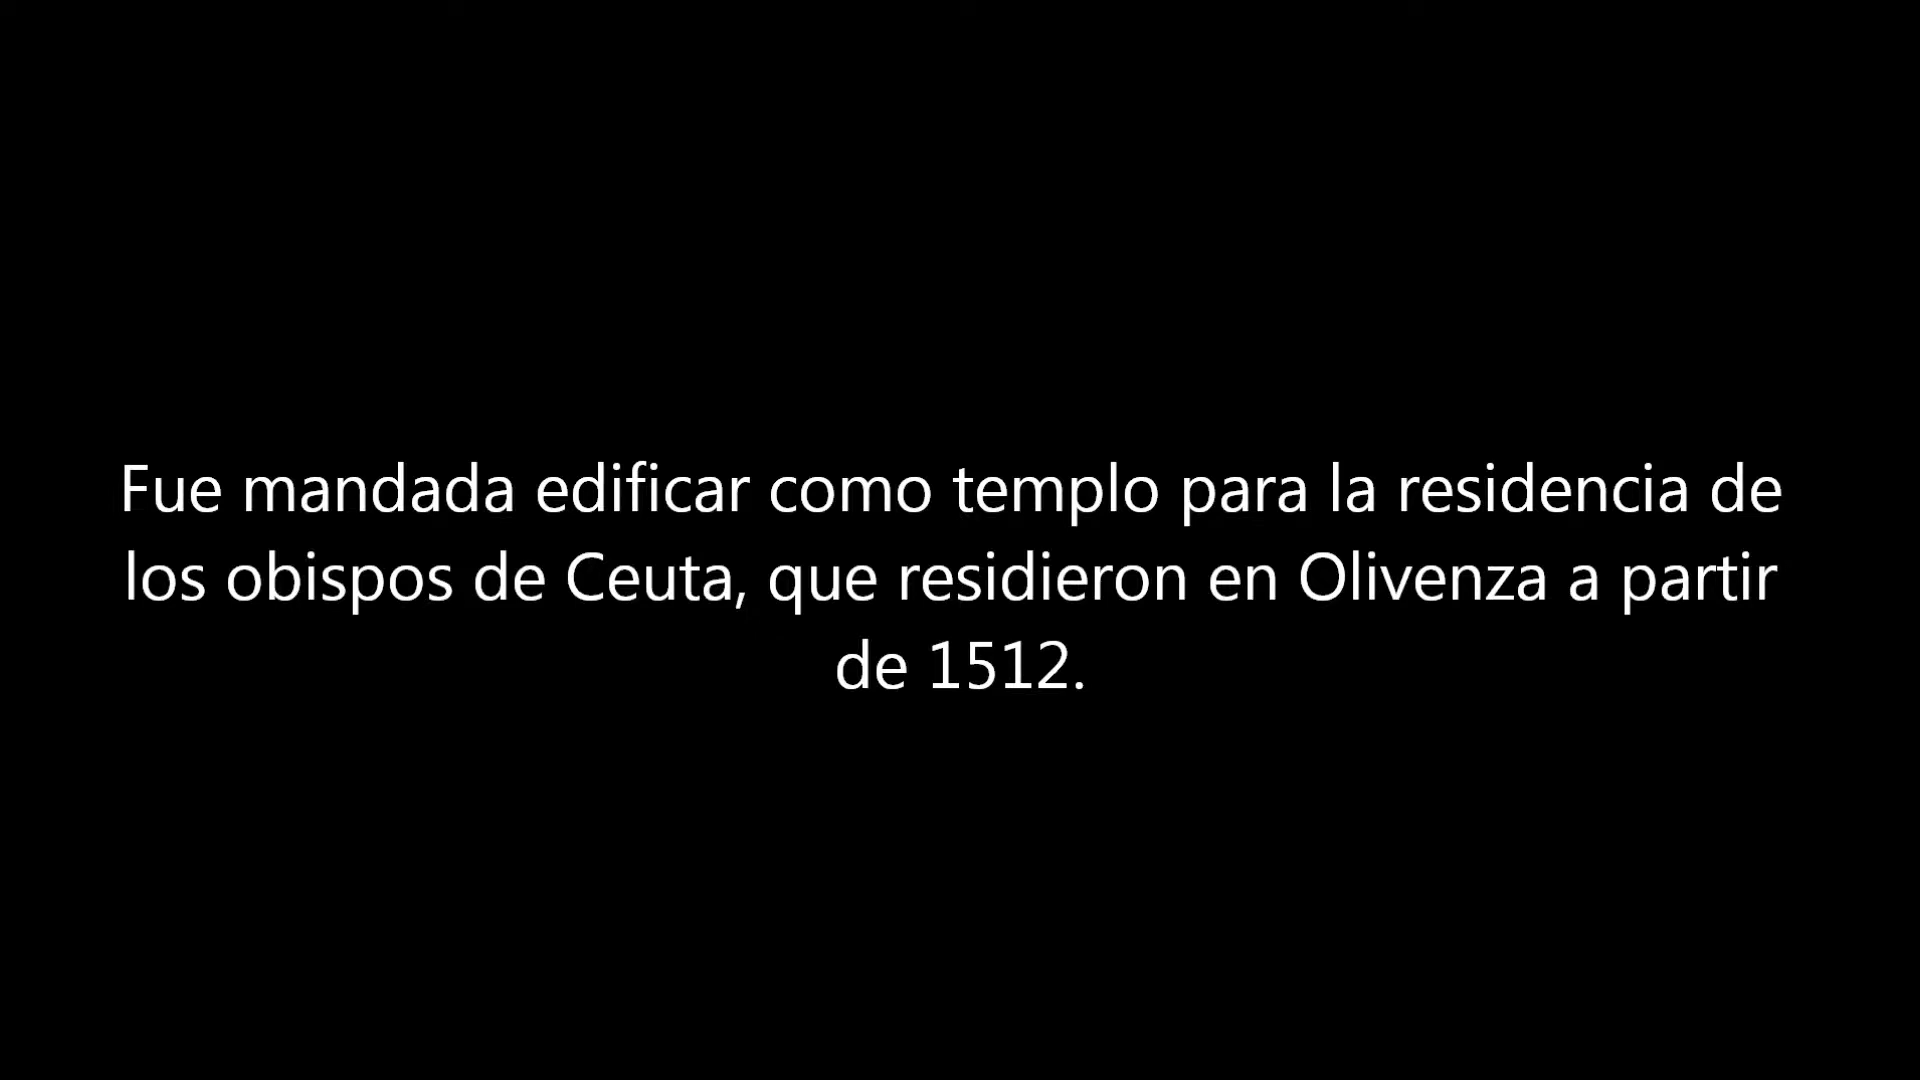 Fue mandada edificar como templo para la residencia de
los obispos de Ceuta, que residieron en Olivenza a partir
de 1512.